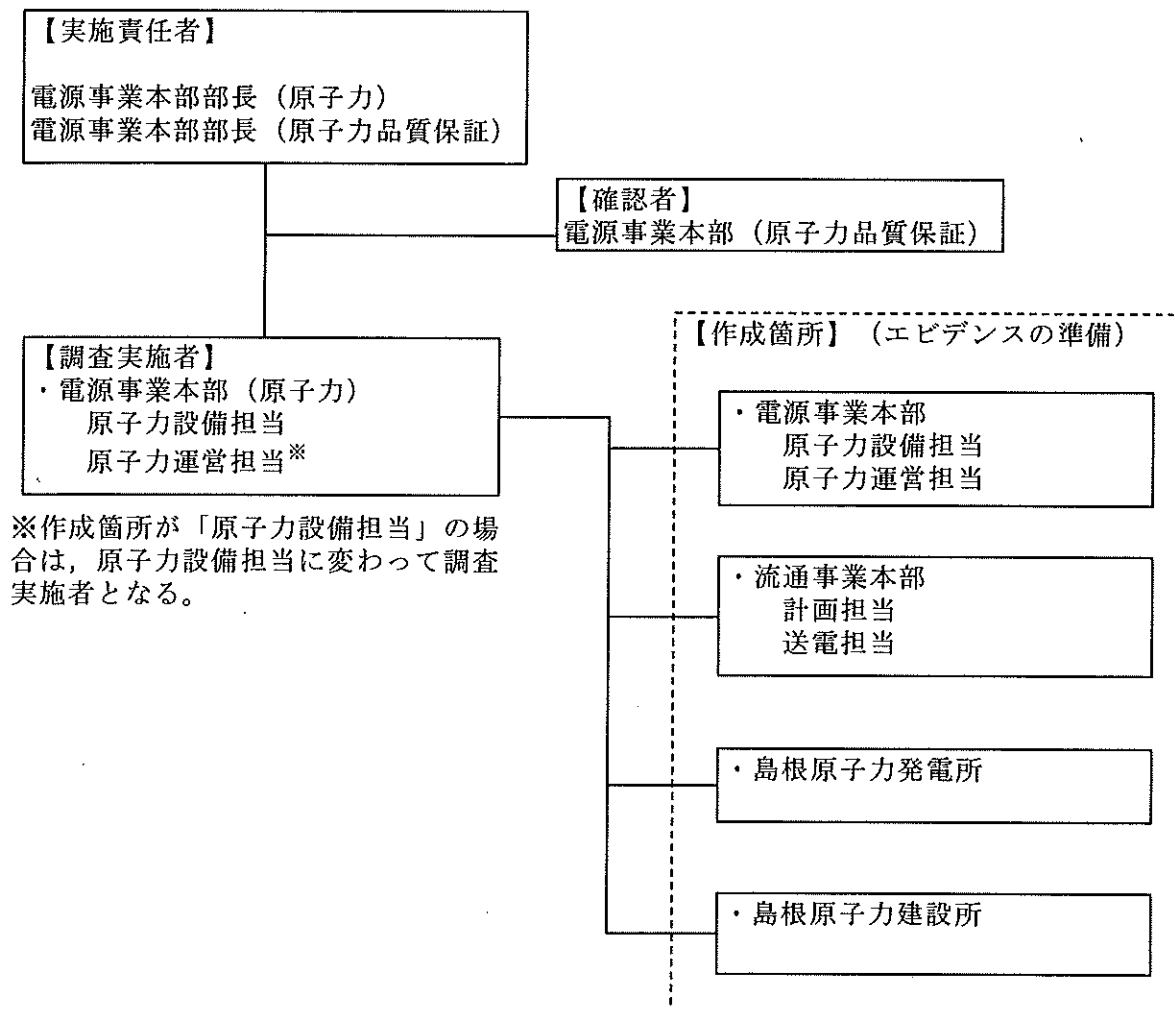 【実施責任者】
電源事業本部部長（原子力）
電源事業本部部長（原子力品質保証）
【確認者】
電源事業本部（原子力品質保証）
【調査実施者】
・電源事業本部（原子力）
原子力設備担当
原子力運営担当※
※作成箇所が「原子力設備担当」の場
合は，原子力設備担当に変わって調査
実施者となる。
【作成箇所】（エビデンスの準備）
・電源事業本部
原子力設備担当
原子力運営担当
・流通事業本部
計画担当
送電担当
・島根原子力発電所
・島根原子力建設所